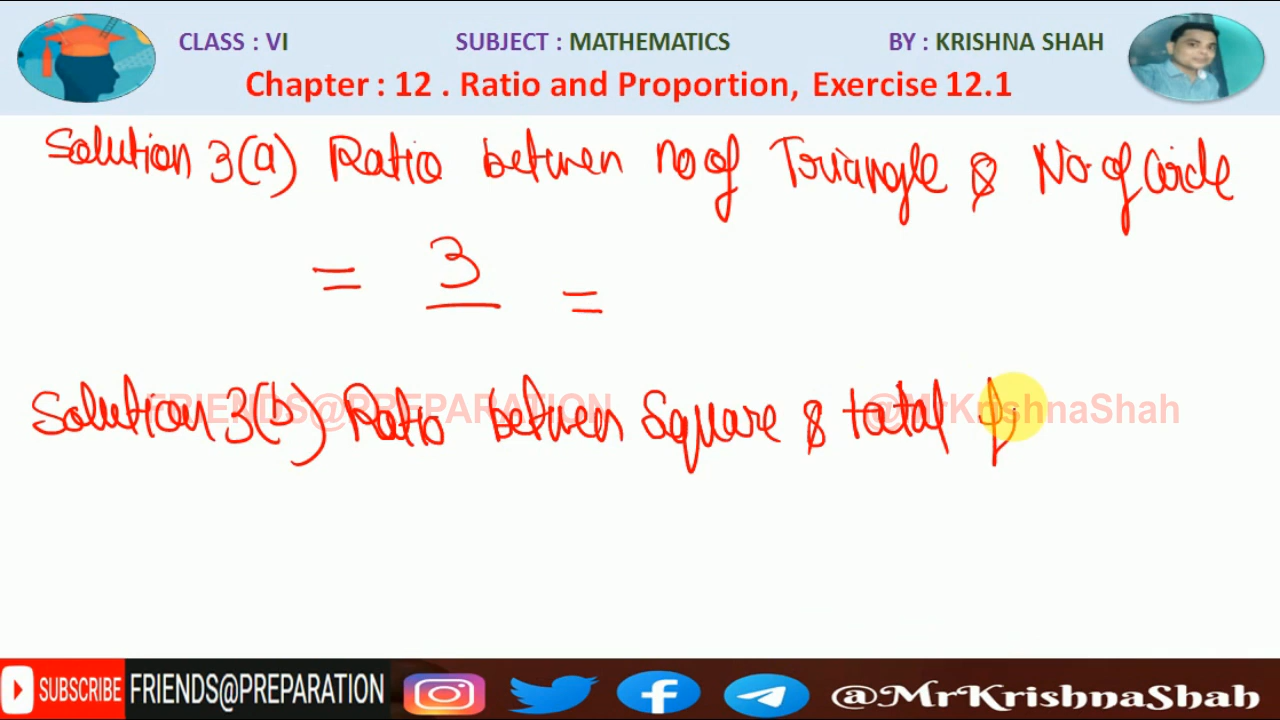 CLASS : VI SUBJECT : MATHEMATICS BY : KRISHNA SHAH
Chapter : 12 . Ratio and Proportion, Exercise 12.1
Solution 3(a) Ratio between no of Triangle & No. of Circle
= 3 =
Solution 3(b) Ratio between Square & tatal
FRIENDS@PREPARATION @MrKrishnaShah
SUBSCRIBE FRIENDS@PREPARATION @MrKrishnaShah